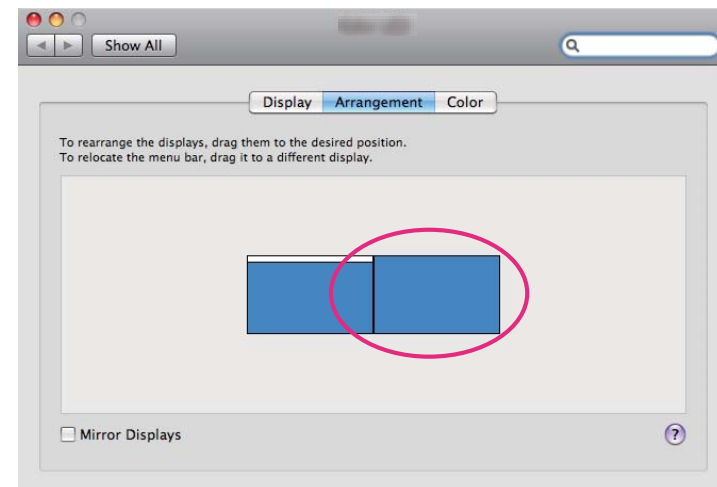 Show All
Display Arrangement Color
To rearrange the displays, drag them to the desired position.
To relocate the menu bar, drag it to a different display.
Mirror Displays
?